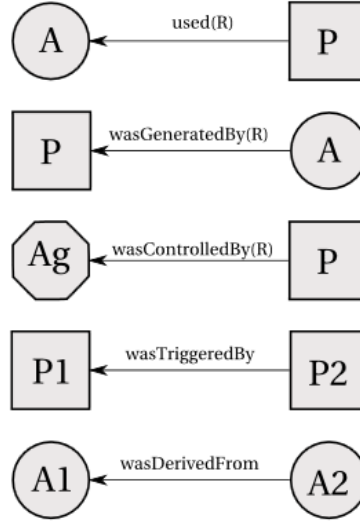 A used(R) P
P wasGeneratedBy(R) A
Ag wasControlledBy(R) P
P1 wasTriggeredBy P2
A1 wasDerivedFrom A2